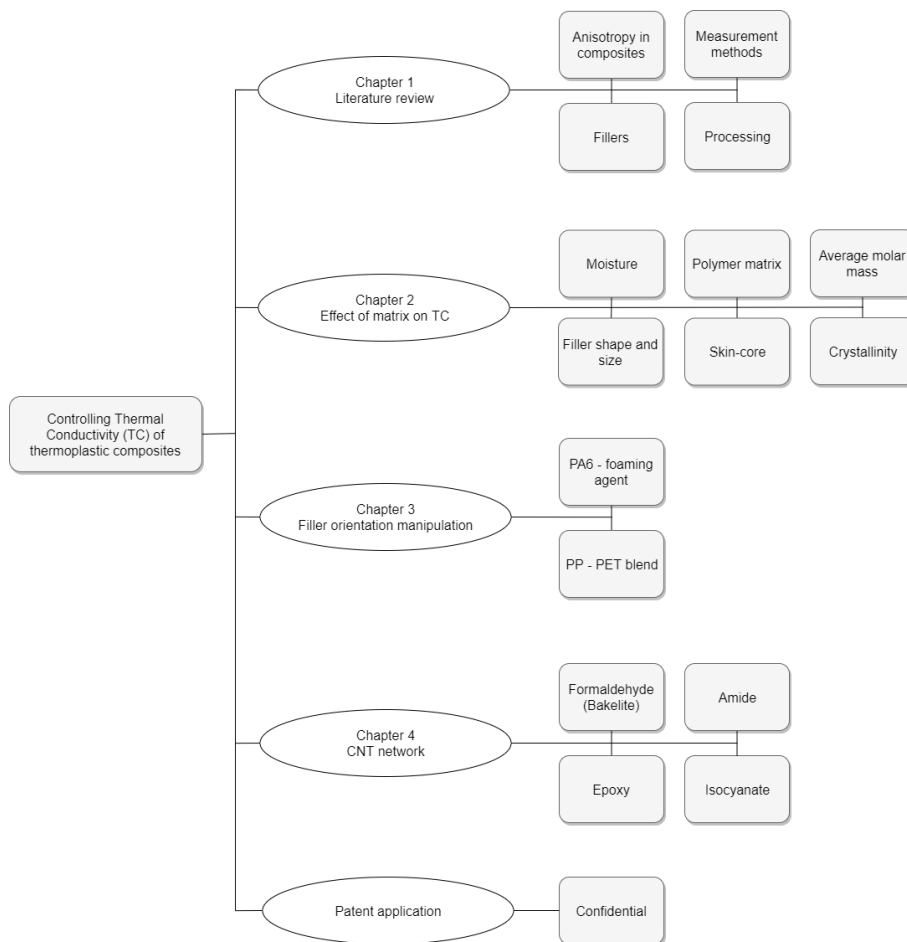 Anisotropy in
composites
Measurement
methods
Chapter 1
Literature review
Fillers
Processing
Moisture
Polymer matrix
Average molar
mass
Chapter 2
Effect of matrix on TC
Filler shape and
size
Skin-core
Crystallinity
Controlling Thermal
Conductivity (TC) of
thermoplastic composites
PA6 - foaming
agent
Chapter 3
Filler orientation manipulation
PP - PET blend
Formaldehyde
(Bakelite)
Amide
Chapter 4
CNT network
Epoxy
Isocyanate
Patent application
Confidential